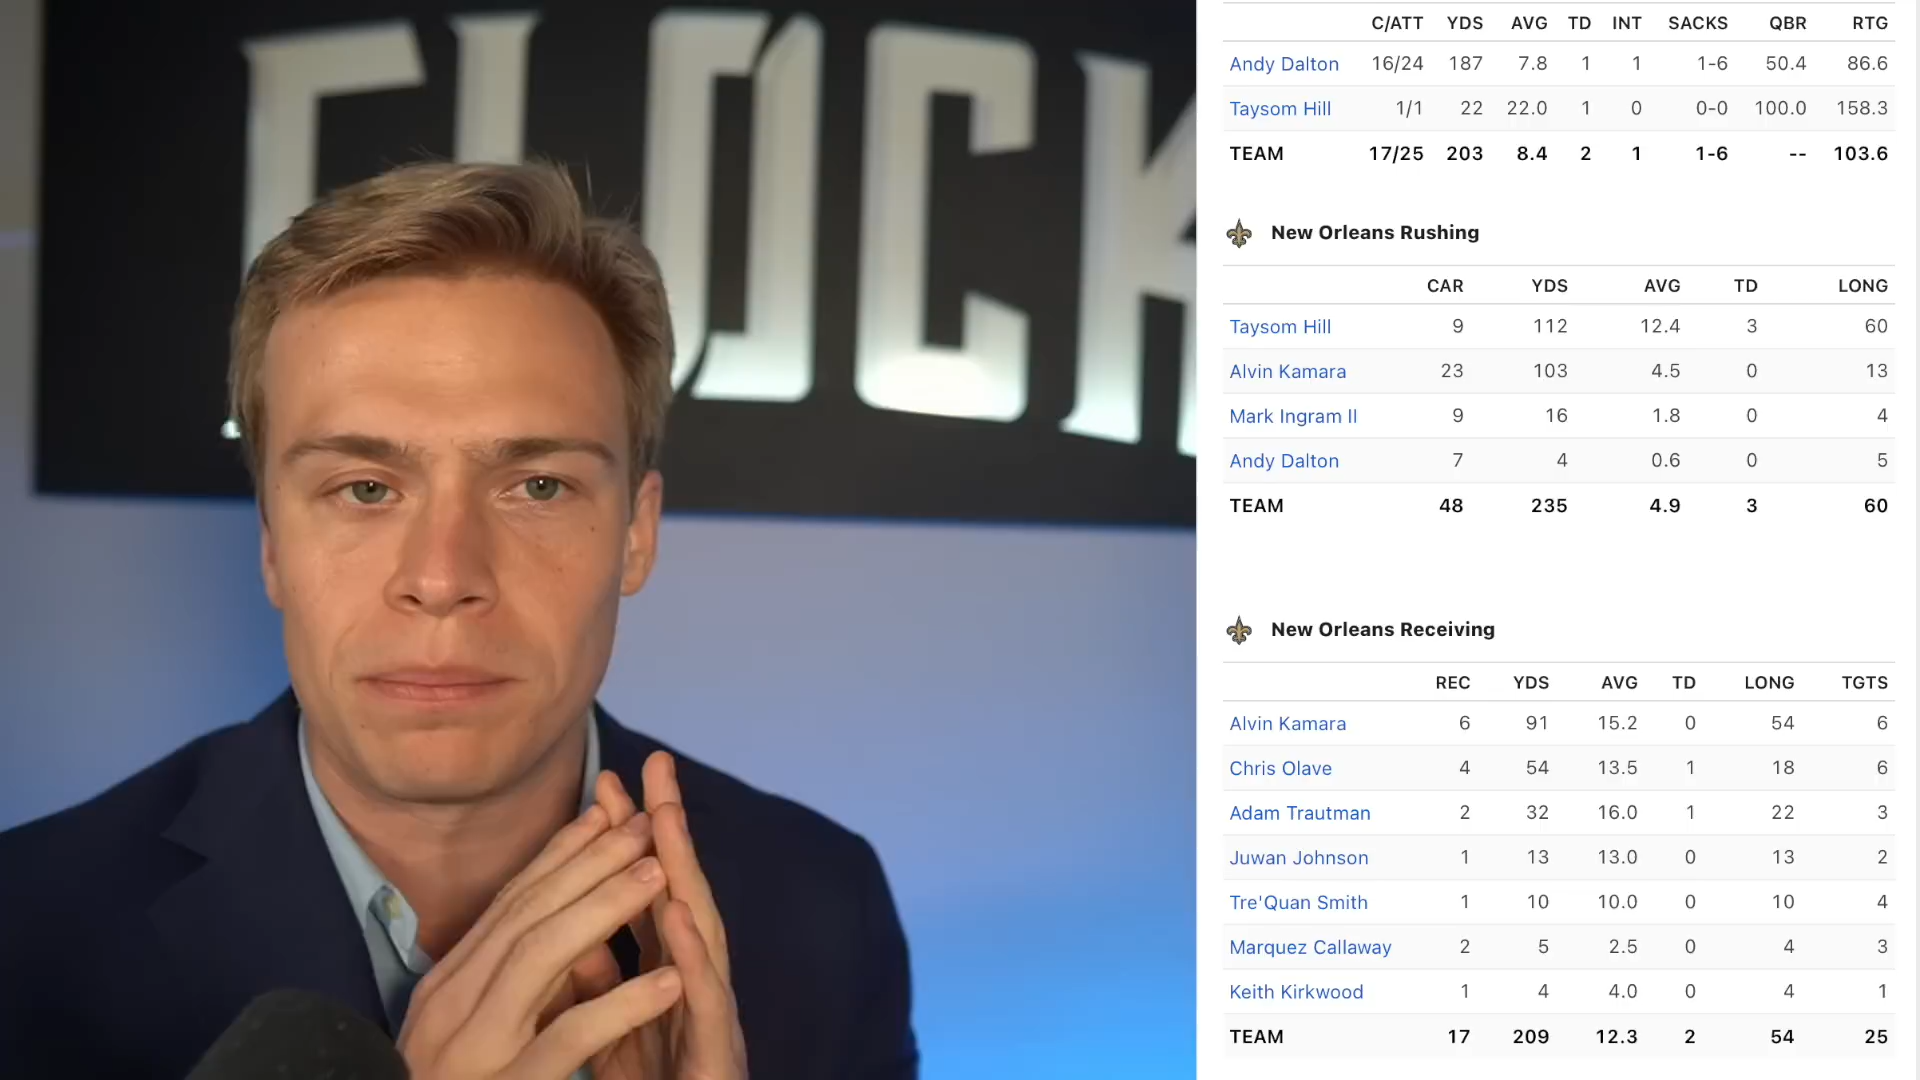 FLOCK
C/ATT YDS AVG TD INT SACKS QBR RTG
Andy Dalton 16/24 187 7.8 1 1 1-6 50.4 86.6
Taysom Hill 1/1 22 22.0 1 0 0-0 100.0 158.3
TEAM 17/25 203 8.4 2 1 1-6 -- 103.6
New Orleans Rushing
CAR YDS AVG TD LONG
Taysom Hill 9 112 12.4 3 60
Alvin Kamara 23 103 4.5 0 13
Mark Ingram II 9 16 1.8 0 4
Andy Dalton 7 4 0.6 0 5
TEAM 48 235 4.9 3 60
New Orleans Receiving
REC YDS AVG TD LONG TGTS
Alvin Kamara 6 91 15.2 0 54 6
Chris Olave 4 54 13.5 1 18 6
Adam Trautman 2 32 16.0 1 22 3
Juwan Johnson 1 13 13.0 0 13 2
Tre'Quan Smith 1 10 10.0 0 10 4
Marquez Callaway 2 5 2.5 0 4 3
Keith Kirkwood 1 4 4.0 0 4 1
TEAM 17 209 12.3 2 54 25